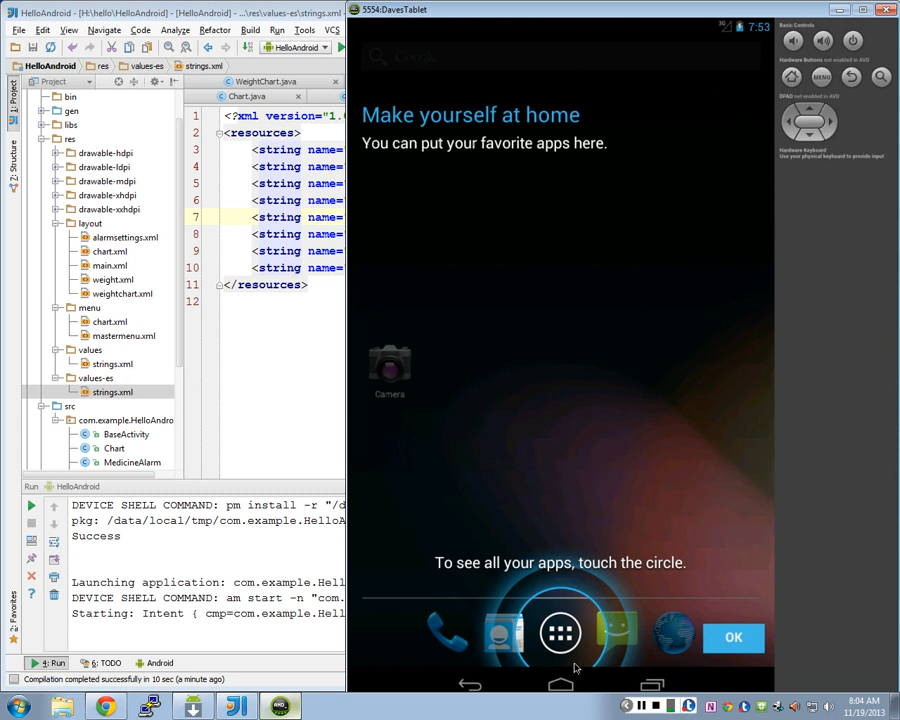 HelloAndroid - [H:\hello\HelloAndroid] - [HelloAndroid] - ...\res\values-es\strings.xml
File Edit View Navigate Code Analyze Refactor Build Run Tools VCS
HelloAndroid
HelloAndroid res values-es strings.xml
1: Project
7: Structure
2: Favorites
Project
bin
gen
libs
res
drawable-hdpi
drawable-ldpi
drawable-mdpi
drawable-xhdpi
drawable-xxhdpi
layout
alarmsettings.xml
chart.xml
main.xml
weight.xml
weightchart.xml
menu
chart.xml
mastermenu.xml
values
strings.xml
values-es
strings.xml
src
com.example.HelloAndro
BaseActivity
Chart
MedicineAlarm
WeightChart.java
Chart.java
1 <?xml version="1.
2 <resources>
3 <string name=
4 <string name=
5 <string name=
6 <string name=
7 <string name=
8 <string name=
9 <string name=
10 <string name=
11 </resources>
12
Run HelloAndroid
DEVICE SHELL COMMAND: pm install -r "/d
pkg: /data/local/tmp/com.example.HelloA
Success
Launching application: com.example.Hell
DEVICE SHELL COMMAND: am start -n "com.
Starting: Intent { cmp=com.example.Hell
4: Run 6: TODO Android
Compilation completed successfully in 10 sec (a minute ago)
5554:DavesTablet
3G 7:53
Google
Make yourself at home
You can put your favorite apps here.
Camera
To see all your apps, touch the circle.
OK
Basic Controls
Hardware Buttons not enabled in AVD
MENU
DPAD not enabled in AVD
Hardware Keyboard
Use your physical keyboard to provide input
8:04 AM
11/19/2013